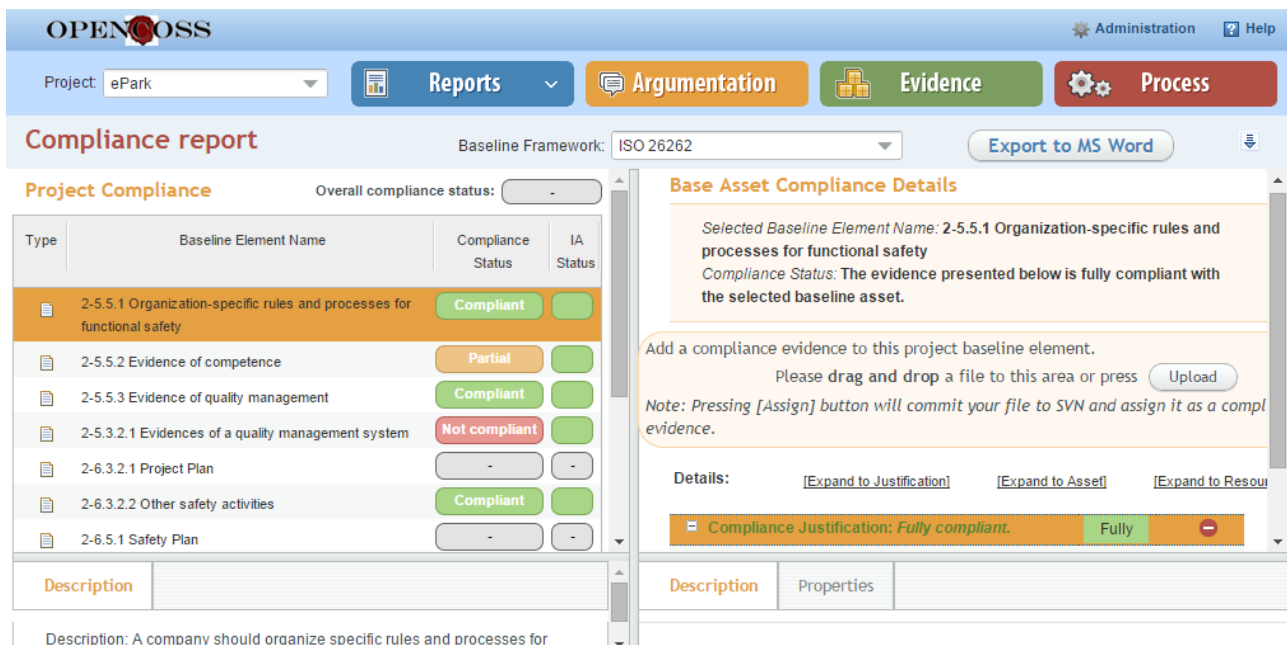 OPENCOSS
Administration
Help
Project:
ePark
Reports
Argumentation
Evidence
Process
Compliance report
Baseline Framework:
ISO 26262
Export to MS Word
Project Compliance
Overall compliance status:
-
Type
Baseline Element Name
Compliance
Status
IA
Status
2-5.5.1 Organization-specific rules and processes for
functional safety
Compliant
2-5.5.2 Evidence of competence
Partial
2-5.5.3 Evidence of quality management
Compliant
2-5.3.2.1 Evidences of a quality management system
Not compliant
2-6.3.2.1 Project Plan
-
-
2-6.3.2.2 Other safety activities
Compliant
2-6.5.1 Safety Plan
-
-
Description
Description: A company should organize specific rules and processes for
Base Asset Compliance Details
Selected Baseline Element Name: 2-5.5.1 Organization-specific rules and
processes for functional safety
Compliance Status: The evidence presented below is fully compliant with
the selected baseline asset.
Add a compliance evidence to this project baseline element.
Please drag and drop a file to this area or press
Upload
Note: Pressing [Assign] button will commit your file to SVN and assign it as a compl
evidence.
Details:
[Expand to Justification]
[Expand to Asset]
[Expand to Resour
Compliance Justification: Fully compliant.
Fully
Description
Properties